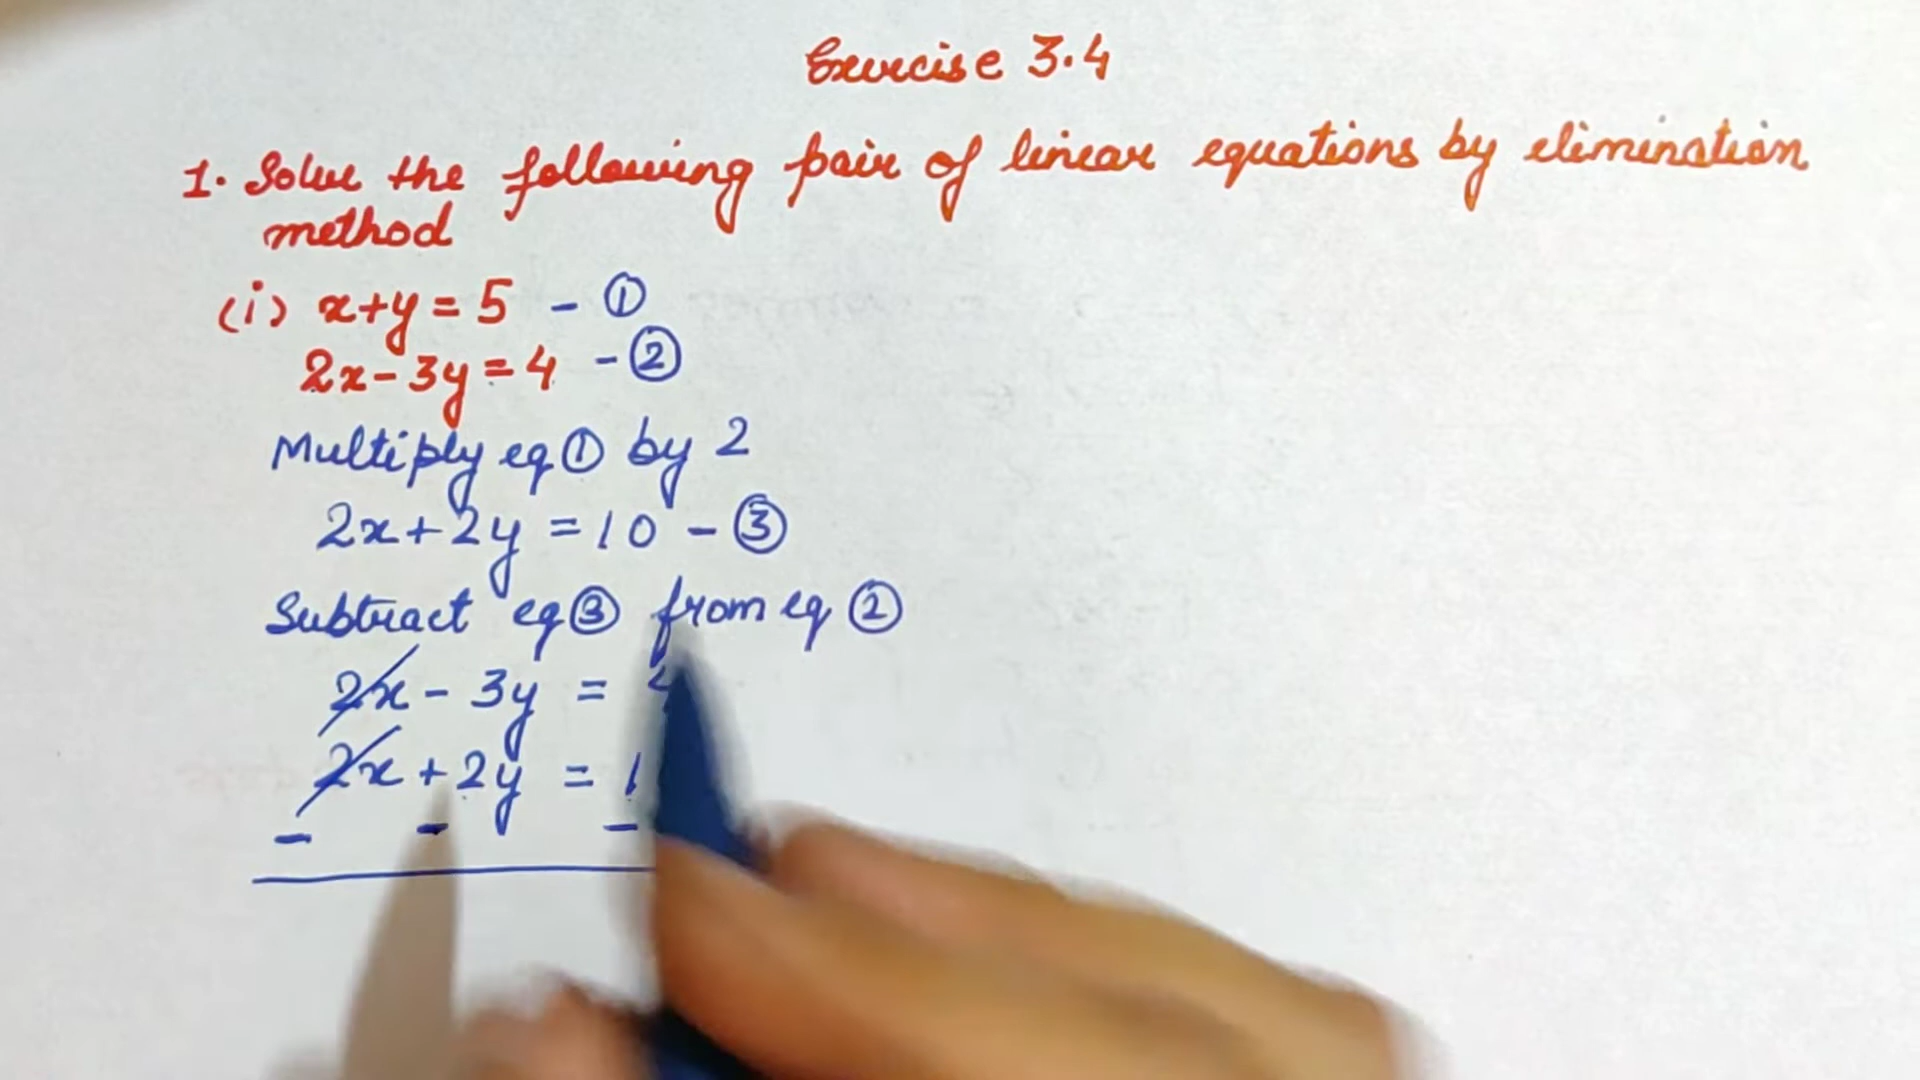 Exercise 3.4
1. Solve the following pair of linear equations by elimination
method
(i) x+y=5 - ①
2x-3y=4 - ②
Multiply eq ① by 2
2x+2y=10 - ③
Subtract eq ③ from eq ②
2x - 3y =
2x + 2y = 1
- - -